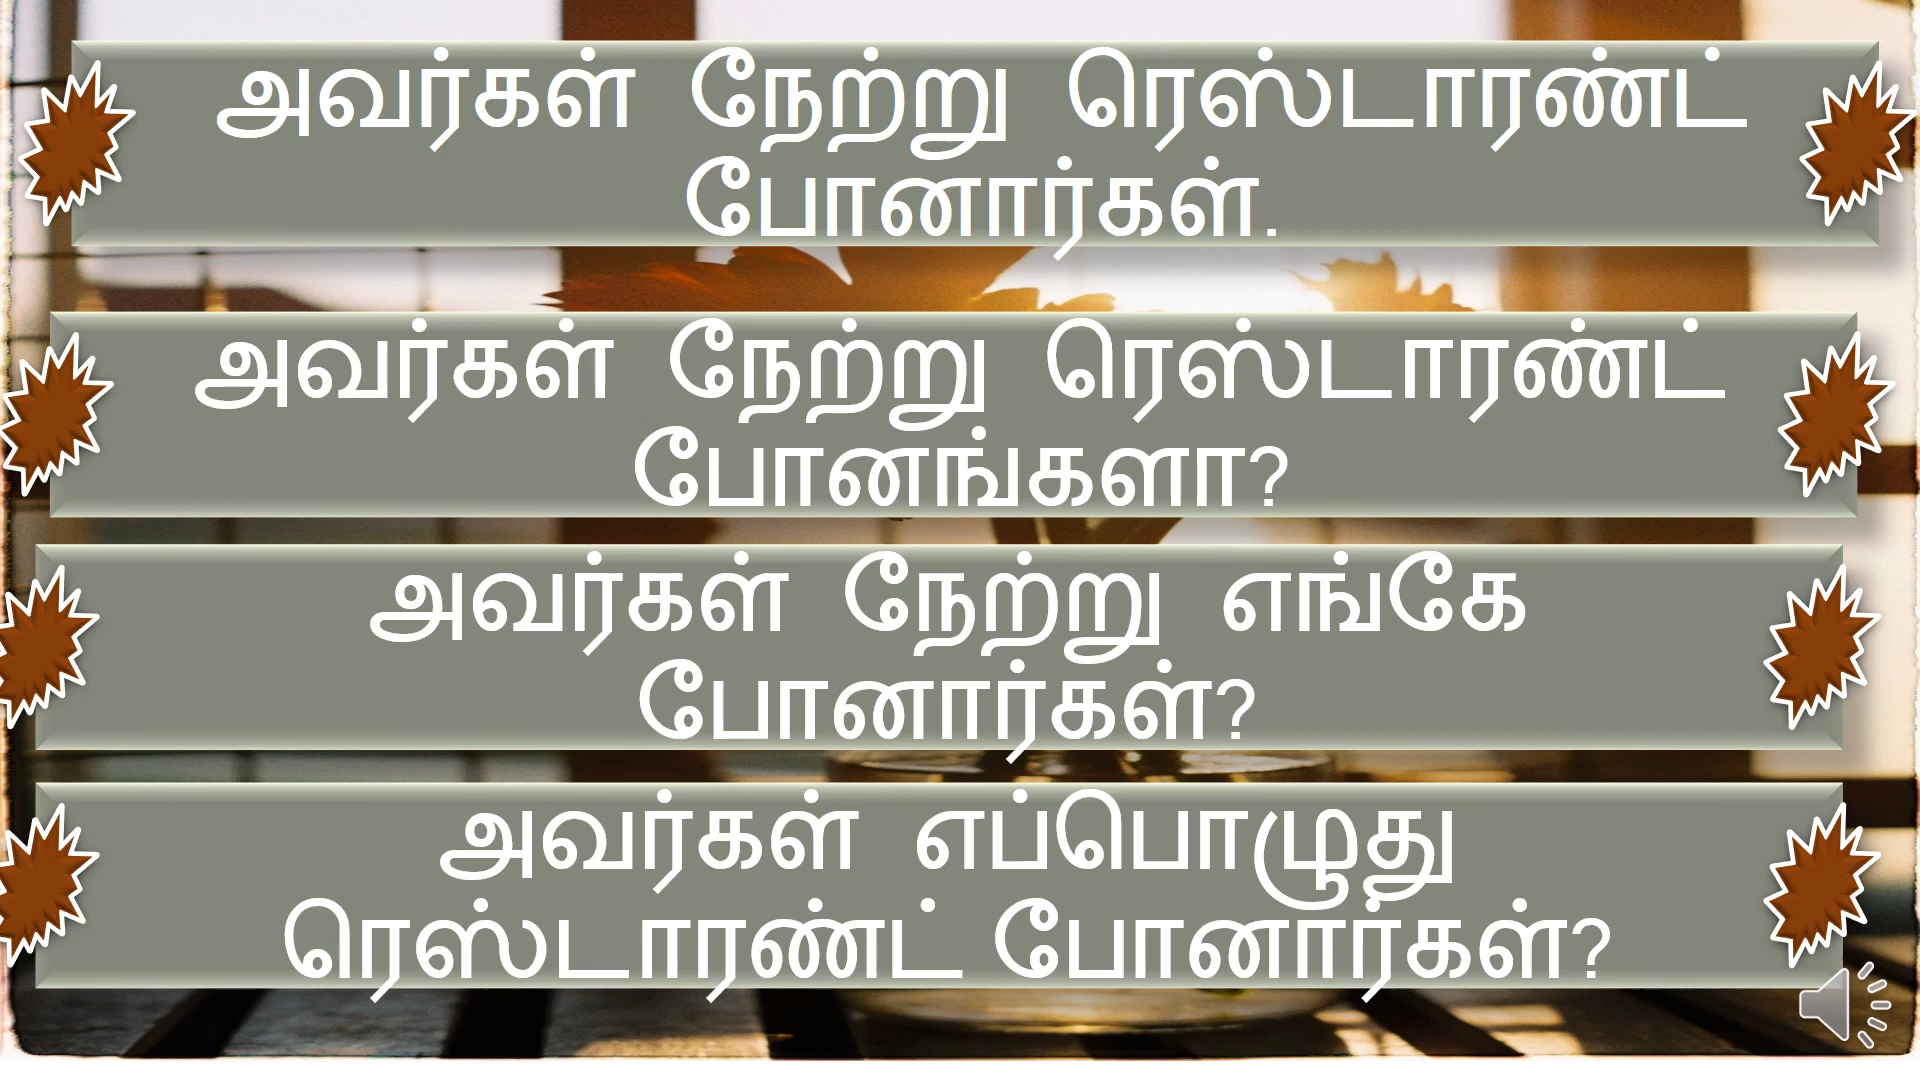 அவர்கள் நேற்று ரெஸ்டாரண்ட்
போனார்கள்.
அவர்கள் நேற்று ரெஸ்டாரண்ட்
போனங்களா?
அவர்கள் நேற்று எங்கே
போனார்கள்?
அவர்கள் எப்பொழுது
ரெஸ்டாரண்ட் போனார்கள்?